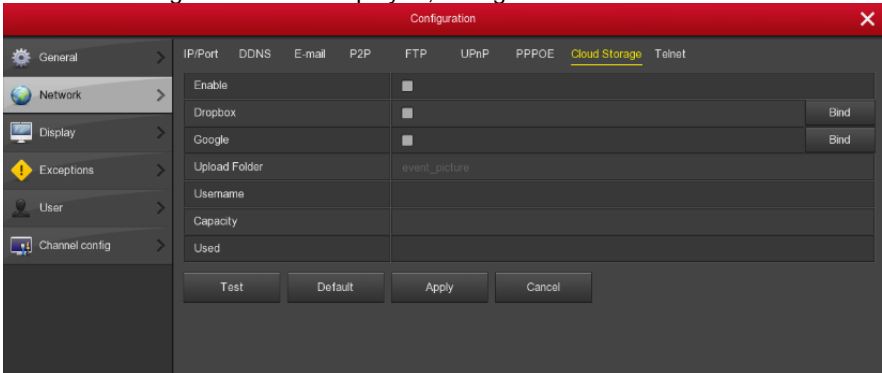 Configuration
General
Network
Display
Exceptions
User
Channel config
IP/Port DDNS E-mail P2P FTP UPnP PPPOE Cloud Storage Telnet
Enable
Dropbox Bind
Google Bind
Upload Folder event_picture
Username
Capacity
Used
Test Default Apply Cancel